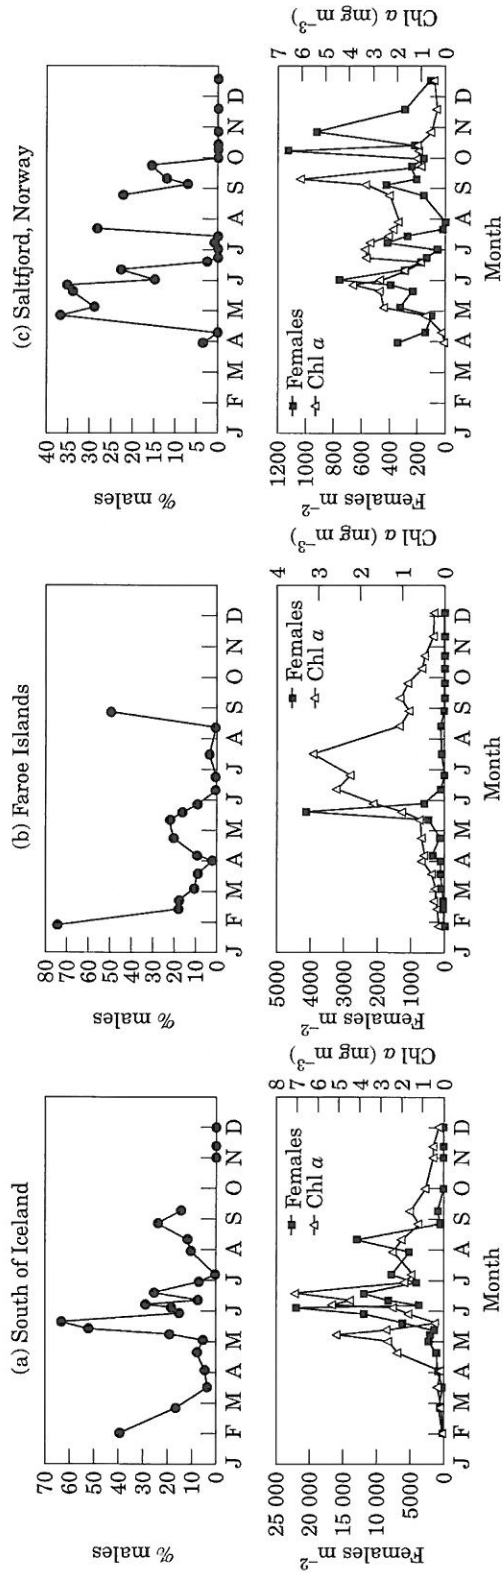 (a) South of Iceland
70
60
50
40
30
20
10
0
% males
J F M A M J J A S O N D
25 000
20 000
15 000
10 000
5000
0
Females m⁻²
Females
Chl a
8
7
6
5
4
3
2
1
0
Chl a (mg m⁻³)
J F M A M J J A S O N D
Month
(b) Faroe Islands
80
70
60
50
40
30
20
10
0
% males
J F M A M J J A S O N D
5000
4000
3000
2000
1000
0
Females m⁻²
Females
Chl a
4
3
2
1
0
Chl a (mg m⁻³)
J F M A M J J A S O N D
Month
(c) Saltfjord, Norway
40
35
30
25
20
15
10
5
0
% males
J F M A M J J A S O N D
1200
1000
800
600
400
200
0
Females m⁻²
Females
Chl a
7
6
5
4
3
2
1
0
Chl a (mg m⁻³)
J F M A M J J A S O N D
Month